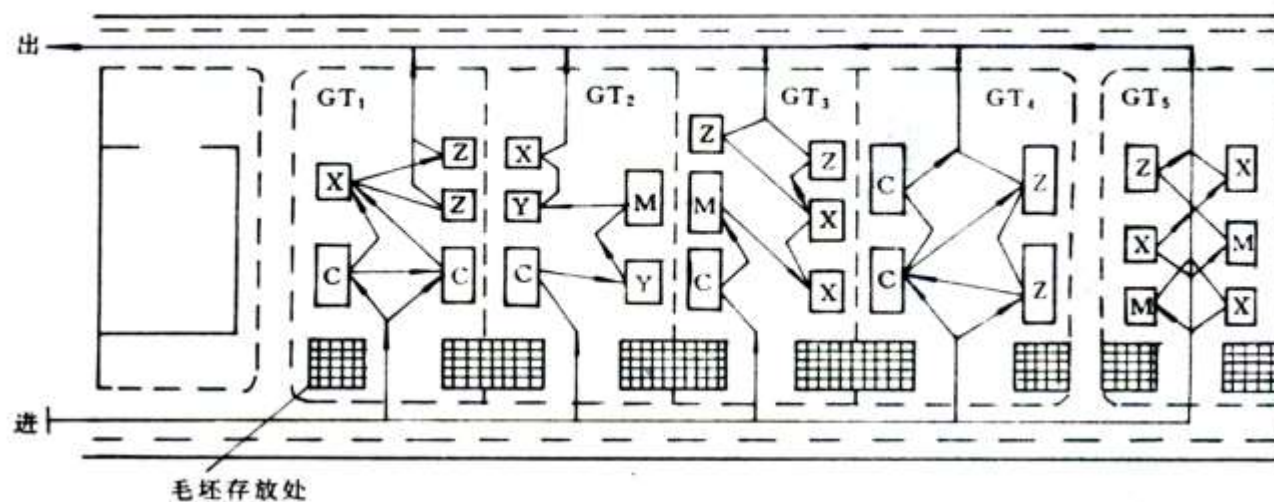 出
GT₁ GT₂ GT₃ GT₄ GT₅
Z X Z Z C Z Z X
X Z Y M M X C Z X M
C C C Y C X M X
进
毛坯存放处